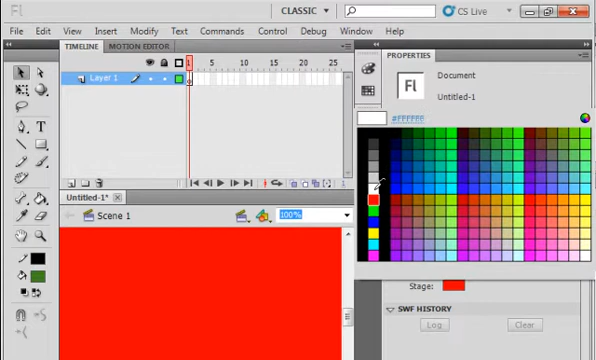 Fl
CLASSIC
CS Live
File Edit View Insert Modify Text Commands Control Debug Window Help
TIMELINE MOTION EDITOR
PROPERTIES
1 5 10 15 20 25
Layer 1
Fl
Document
Untitled-1
#FFFFFF
1
Untitled-1*
Scene 1
100%
Stage:
SWF HISTORY
Log Clear